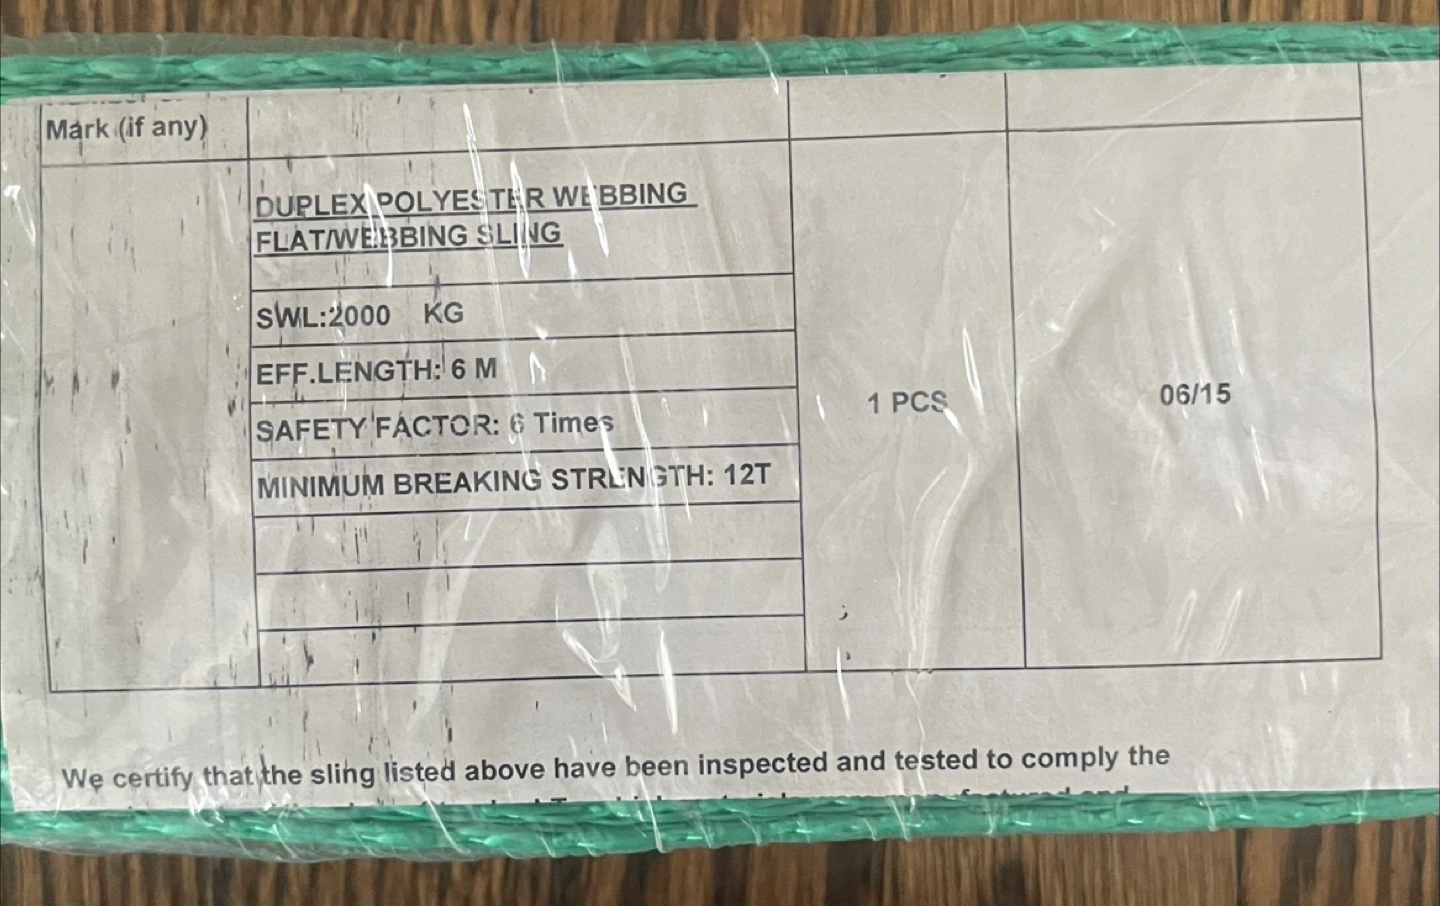 Mark (if any)
DUPLEX POLYESTER WEBBING
FLAT/WEBBING SLING
SWL:2000 KG
EFF.LENGTH: 6 M
SAFETY FACTOR: 6 Times
MINIMUM BREAKING STRENGTH: 12T
1 PCS
06/15
We certify that the sling listed above have been inspected and tested to comply the